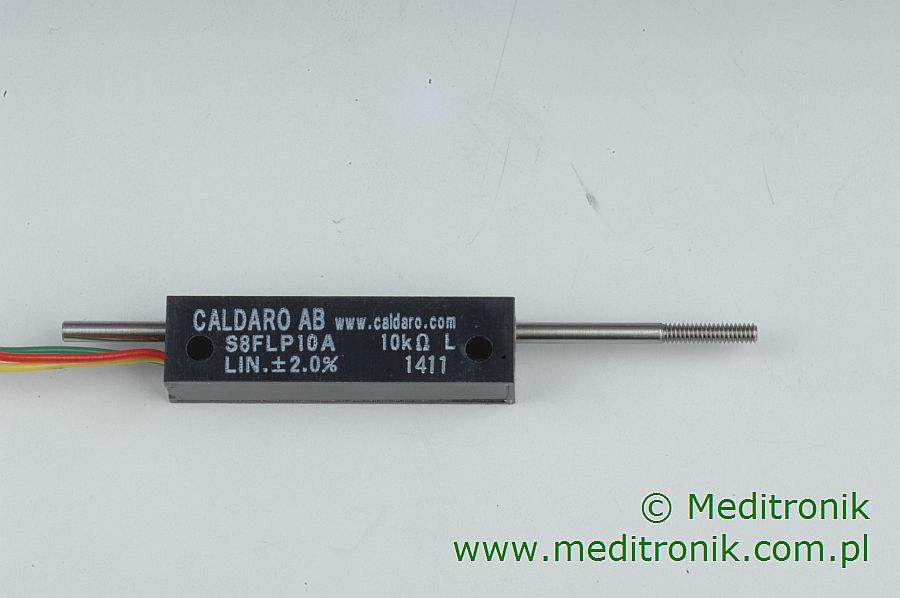 CALDARO AB www.caldaro.com
S8FLP10A 10kΩ L
LIN.±2.0% 1411
© Meditronik
www.meditronik.com.pl